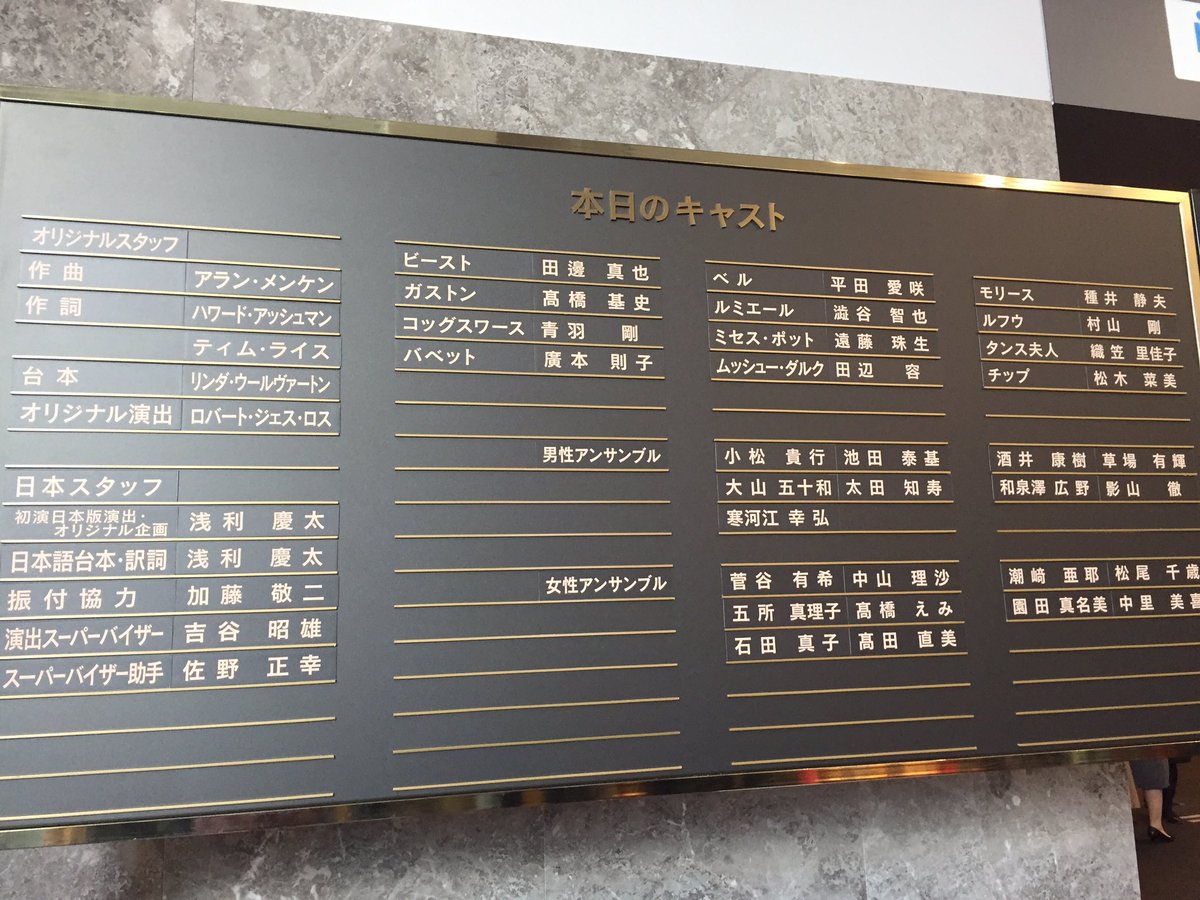 本日のキャスト
オリジナルスタッフ
作曲 アラン・メンケン
作詞 ハワード・アッシュマン
ティム・ライス
台本 リンダ・ウールヴァートン
オリジナル演出 ロバート・ジェス・ロス
日本スタッフ
初演日本版演出・
オリジナル企画 浅利 慶太
日本語台本・訳詞 浅利 慶太
振付協力 加藤 敬二
演出スーパーバイザー 吉谷 昭雄
スーパーバイザー助手 佐野 正幸
ビースト 田邊 真也
ガストン 髙橋 基史
コッグスワース 青羽 剛
バベット 廣本 則子
ベル 平田 愛咲
ルミエール 澁谷 智也
ミセス・ポット 遠藤 珠生
ムッシュー・ダルク 田辺 容
モリース 種井 静夫
ルフウ 村山 剛
タンス夫人 織笠 里佳子
チップ 松木 菜美
男性アンサンブル
小松 貴行 池田 泰基
大山 五十和 太田 知寿
寒河江 幸弘
酒井 康樹 草場 有輝
和泉澤 広野 影山 徹
女性アンサンブル
菅谷 有希 中山 理沙
五所 真理子 髙橋 えみ
石田 真子 髙田 直美
潮﨑 亜耶 松尾 千歳
園田 真名美 中里 美喜